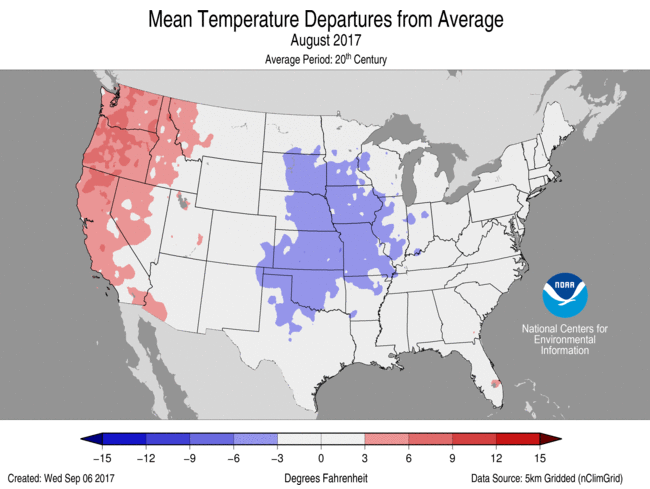 Mean Temperature Departures from Average
August 2017
Average Period: 20th Century
NOAA
National Centers for
Environmental
Information
−15 −12 −9 −6 −3 0 3 6 9 12 15
Created: Wed Sep 06 2017 Degrees Fahrenheit Data Source: 5km Gridded (nClimGrid)